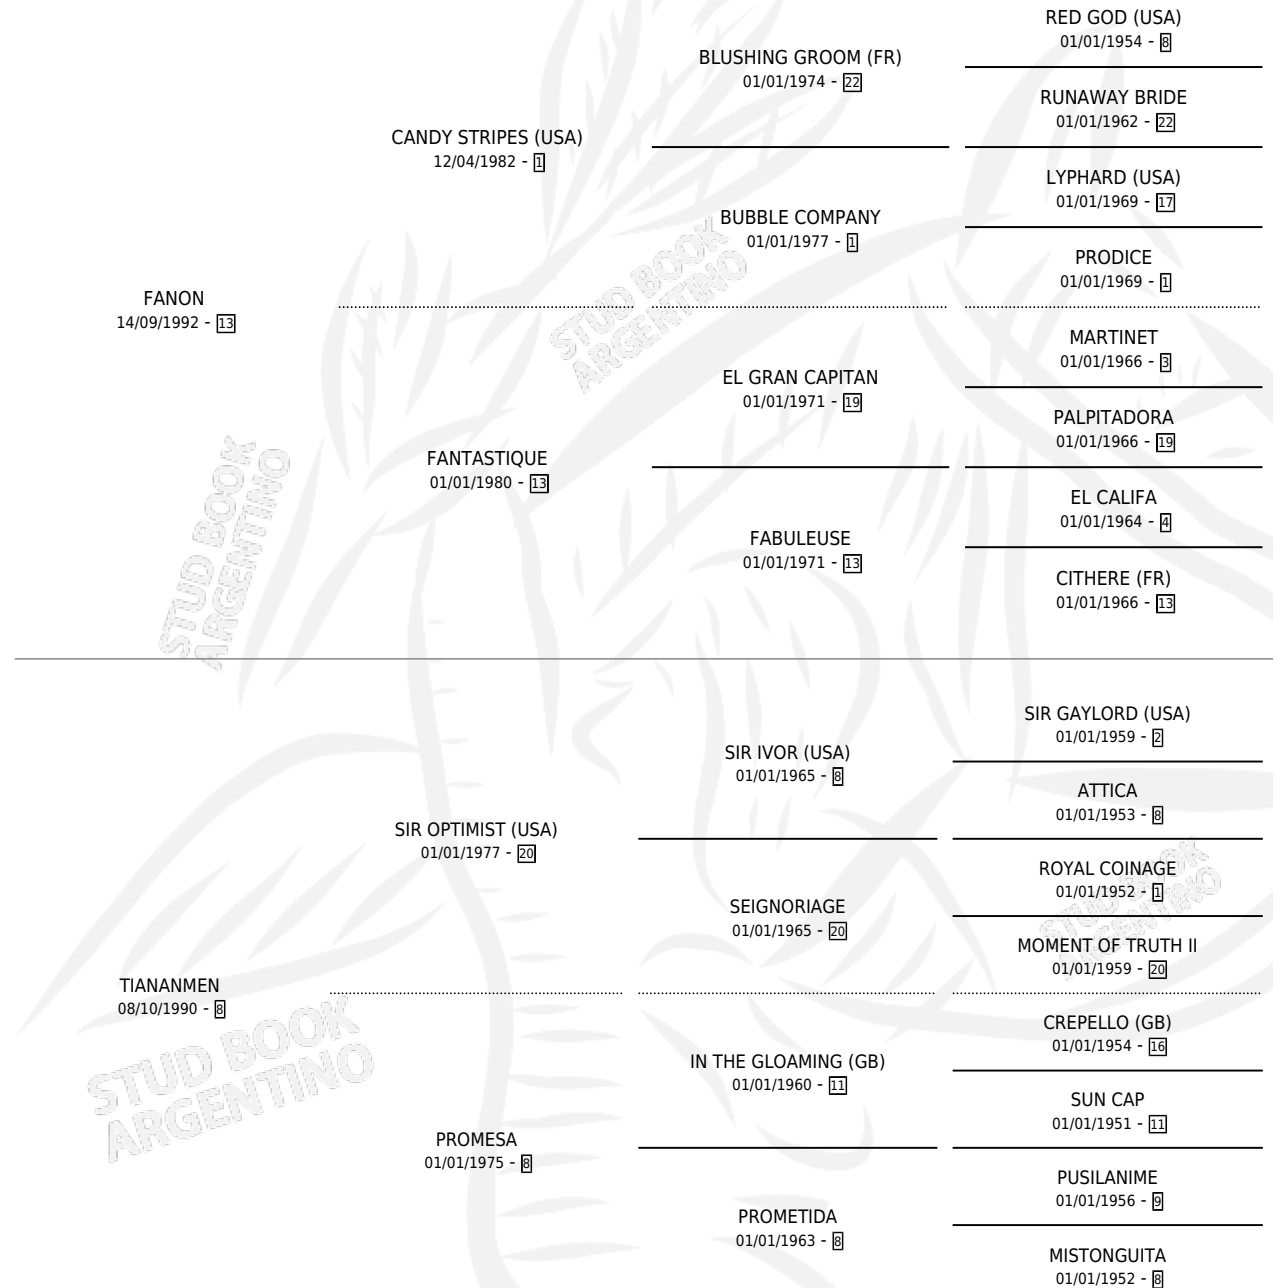 RED GOD (USA)
01/01/1954 - 8
BLUSHING GROOM (FR)
01/01/1974 - 22
RUNAWAY BRIDE
01/01/1962 - 22
CANDY STRIPES (USA)
12/04/1982 - 1
LYPHARD (USA)
01/01/1969 - 17
BUBBLE COMPANY
01/01/1977 - 1
PRODICE
01/01/1969 - 1
FANON
14/09/1992 - 13
MARTINET
01/01/1966 - 3
EL GRAN CAPITAN
01/01/1971 - 19
PALPITADORA
01/01/1966 - 19
FANTASTIQUE
01/01/1980 - 13
EL CALIFA
01/01/1964 - 4
FABULEUSE
01/01/1971 - 13
CITHERE (FR)
01/01/1966 - 13
STUD BOOK
ARGENTINO
STUD BOOK
ARGENTINO
SIR GAYLORD (USA)
01/01/1959 - 2
SIR IVOR (USA)
01/01/1965 - 8
ATTICA
01/01/1953 - 8
SIR OPTIMIST (USA)
01/01/1977 - 20
ROYAL COINAGE
01/01/1952 - 1
SEIGNORIAGE
01/01/1965 - 20
MOMENT OF TRUTH II
01/01/1959 - 20
TIANANMEN
08/10/1990 - 8
CREPELLO (GB)
01/01/1954 - 16
IN THE GLOAMING (GB)
01/01/1960 - 11
SUN CAP
01/01/1951 - 11
PROMESA
01/01/1975 - 8
PUSILANIME
01/01/1956 - 9
PROMETIDA
01/01/1963 - 8
MISTONGUITA
01/01/1952 - 8
STUD BOOK
ARGENTINO
STUD BOOK
ARGENTINO